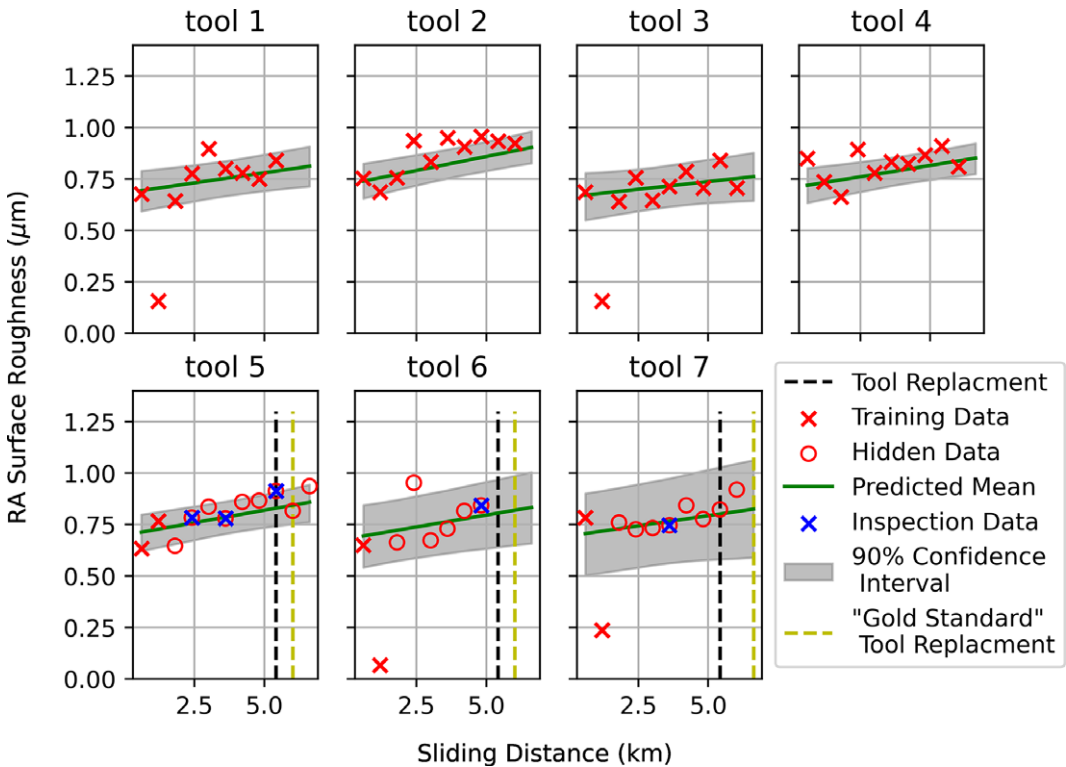 tool 1
tool 2
tool 3
tool 4
1.25
1.00
0.75
0.50
0.25
0.00
RA Surface Roughness (μm)
tool 5
tool 6
tool 7
1.25
1.00
0.75
0.50
0.25
0.00
2.5 5.0
2.5 5.0
2.5 5.0
Sliding Distance (km)
Tool Replacment
Training Data
Hidden Data
Predicted Mean
Inspection Data
90% Confidence
Interval
"Gold Standard"
Tool Replacment